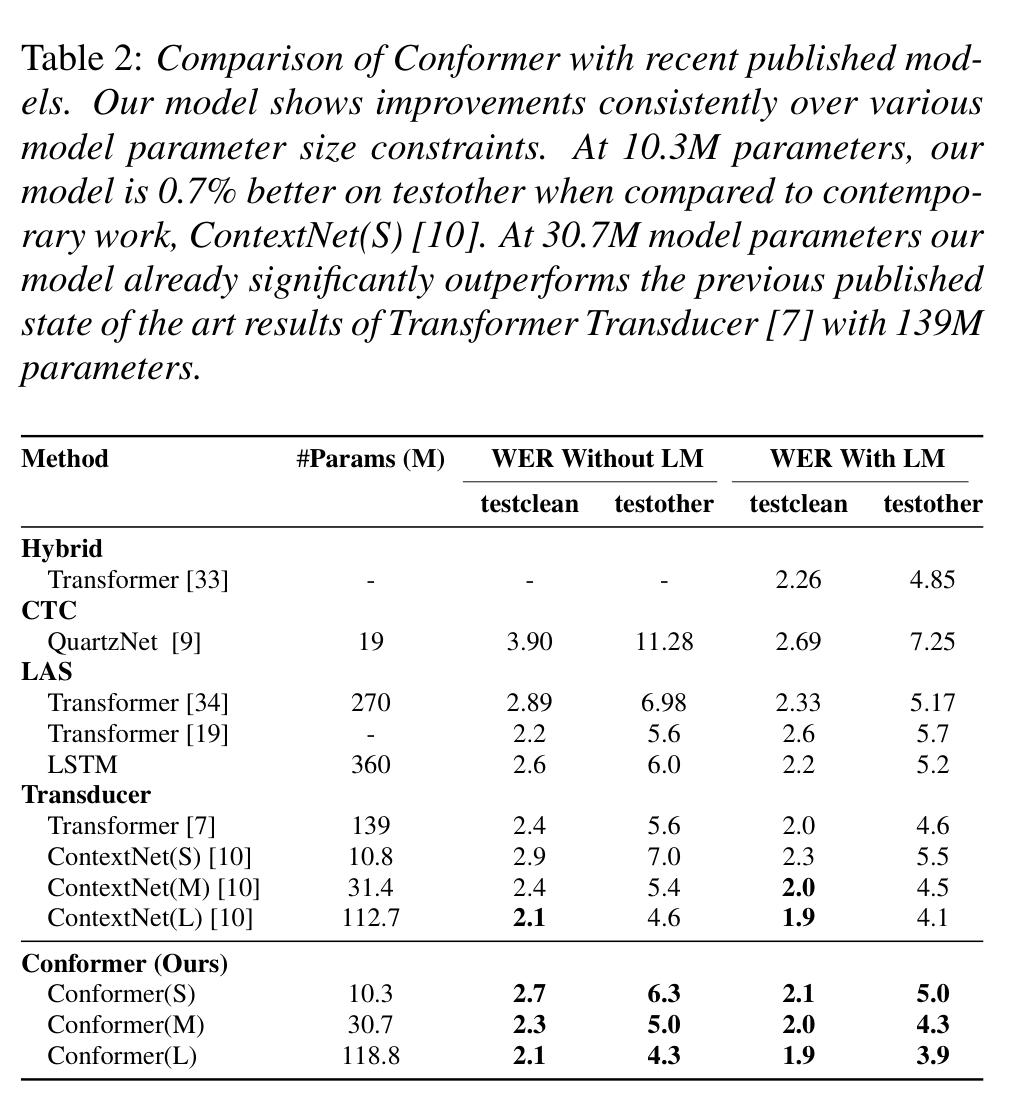 Table 2: Comparison of Conformer with recent published mod-
els. Our model shows improvements consistently over various
model parameter size constraints. At 10.3M parameters, our
model is 0.7% better on testother when compared to contempo-
rary work, ContextNet(S) [10]. At 30.7M model parameters our
model already significantly outperforms the previous published
state of the art results of Transformer Transducer [7] with 139M
parameters.
Method #Params (M) WER Without LM WER With LM
testclean testother testclean testother
Hybrid
Transformer [33] - - - 2.26 4.85
CTC
QuartzNet [9] 19 3.90 11.28 2.69 7.25
LAS
Transformer [34] 270 2.89 6.98 2.33 5.17
Transformer [19] - 2.2 5.6 2.6 5.7
LSTM 360 2.6 6.0 2.2 5.2
Transducer
Transformer [7] 139 2.4 5.6 2.0 4.6
ContextNet(S) [10] 10.8 2.9 7.0 2.3 5.5
ContextNet(M) [10] 31.4 2.4 5.4 2.0 4.5
ContextNet(L) [10] 112.7 2.1 4.6 1.9 4.1
Conformer (Ours)
Conformer(S) 10.3 2.7 6.3 2.1 5.0
Conformer(M) 30.7 2.3 5.0 2.0 4.3
Conformer(L) 118.8 2.1 4.3 1.9 3.9